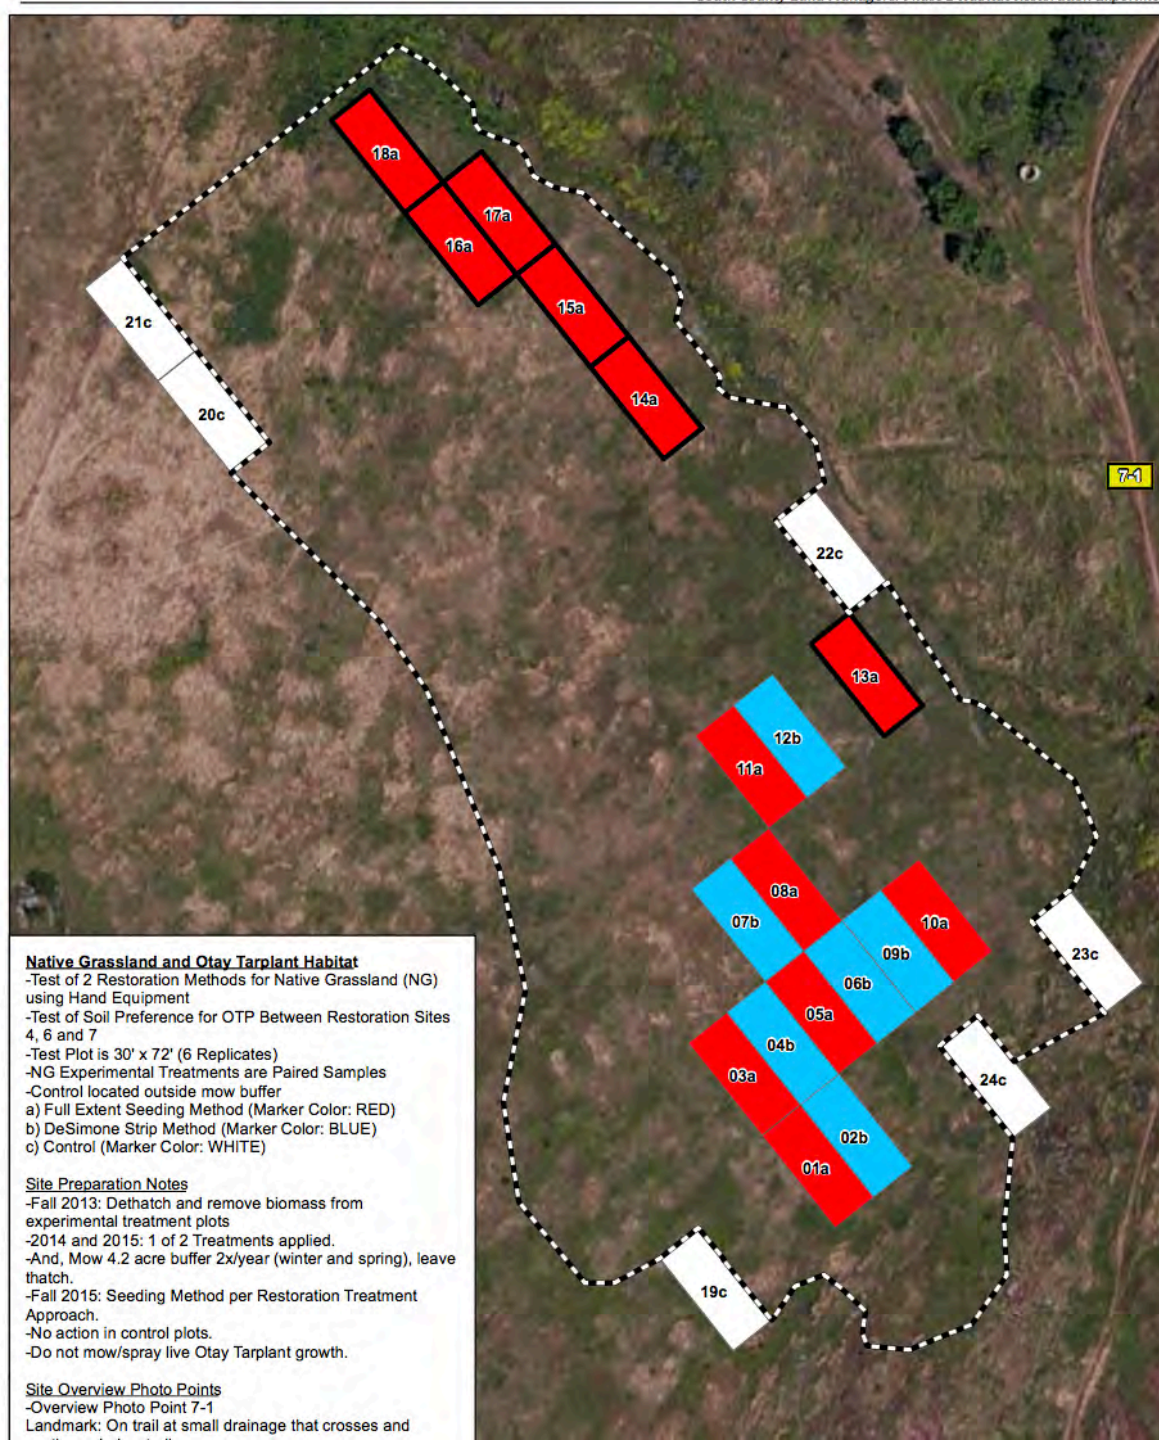 18a
17a
16a
15a
14a
21c
20c
7-1
22c
13a
12b
11a
08a
07b
10a
09b
06b
05a
04b
03a
02b
01a
23c
24c
19c
Native Grassland and Otay Tarplant Habitat
-Test of 2 Restoration Methods for Native Grassland (NG)
using Hand Equipment
-Test of Soil Preference for OTP Between Restoration Sites
4, 6 and 7
-Test Plot is 30' x 72' (6 Replicates)
-NG Experimental Treatments are Paired Samples
-Control located outside mow buffer
a) Full Extent Seeding Method (Marker Color: RED)
b) DeSimone Strip Method (Marker Color: BLUE)
c) Control (Marker Color: WHITE)
Site Preparation Notes
-Fall 2013: Dethatch and remove biomass from
experimental treatment plots
-2014 and 2015: 1 of 2 Treatments applied.
-And, Mow 4.2 acre buffer 2x/year (winter and spring), leave
thatch.
-Fall 2015: Seeding Method per Restoration Treatment
Approach.
-No action in control plots.
-Do not mow/spray live Otay Tarplant growth.
Site Overview Photo Points
-Overview Photo Point 7-1
Landmark: On trail at small drainage that crosses and